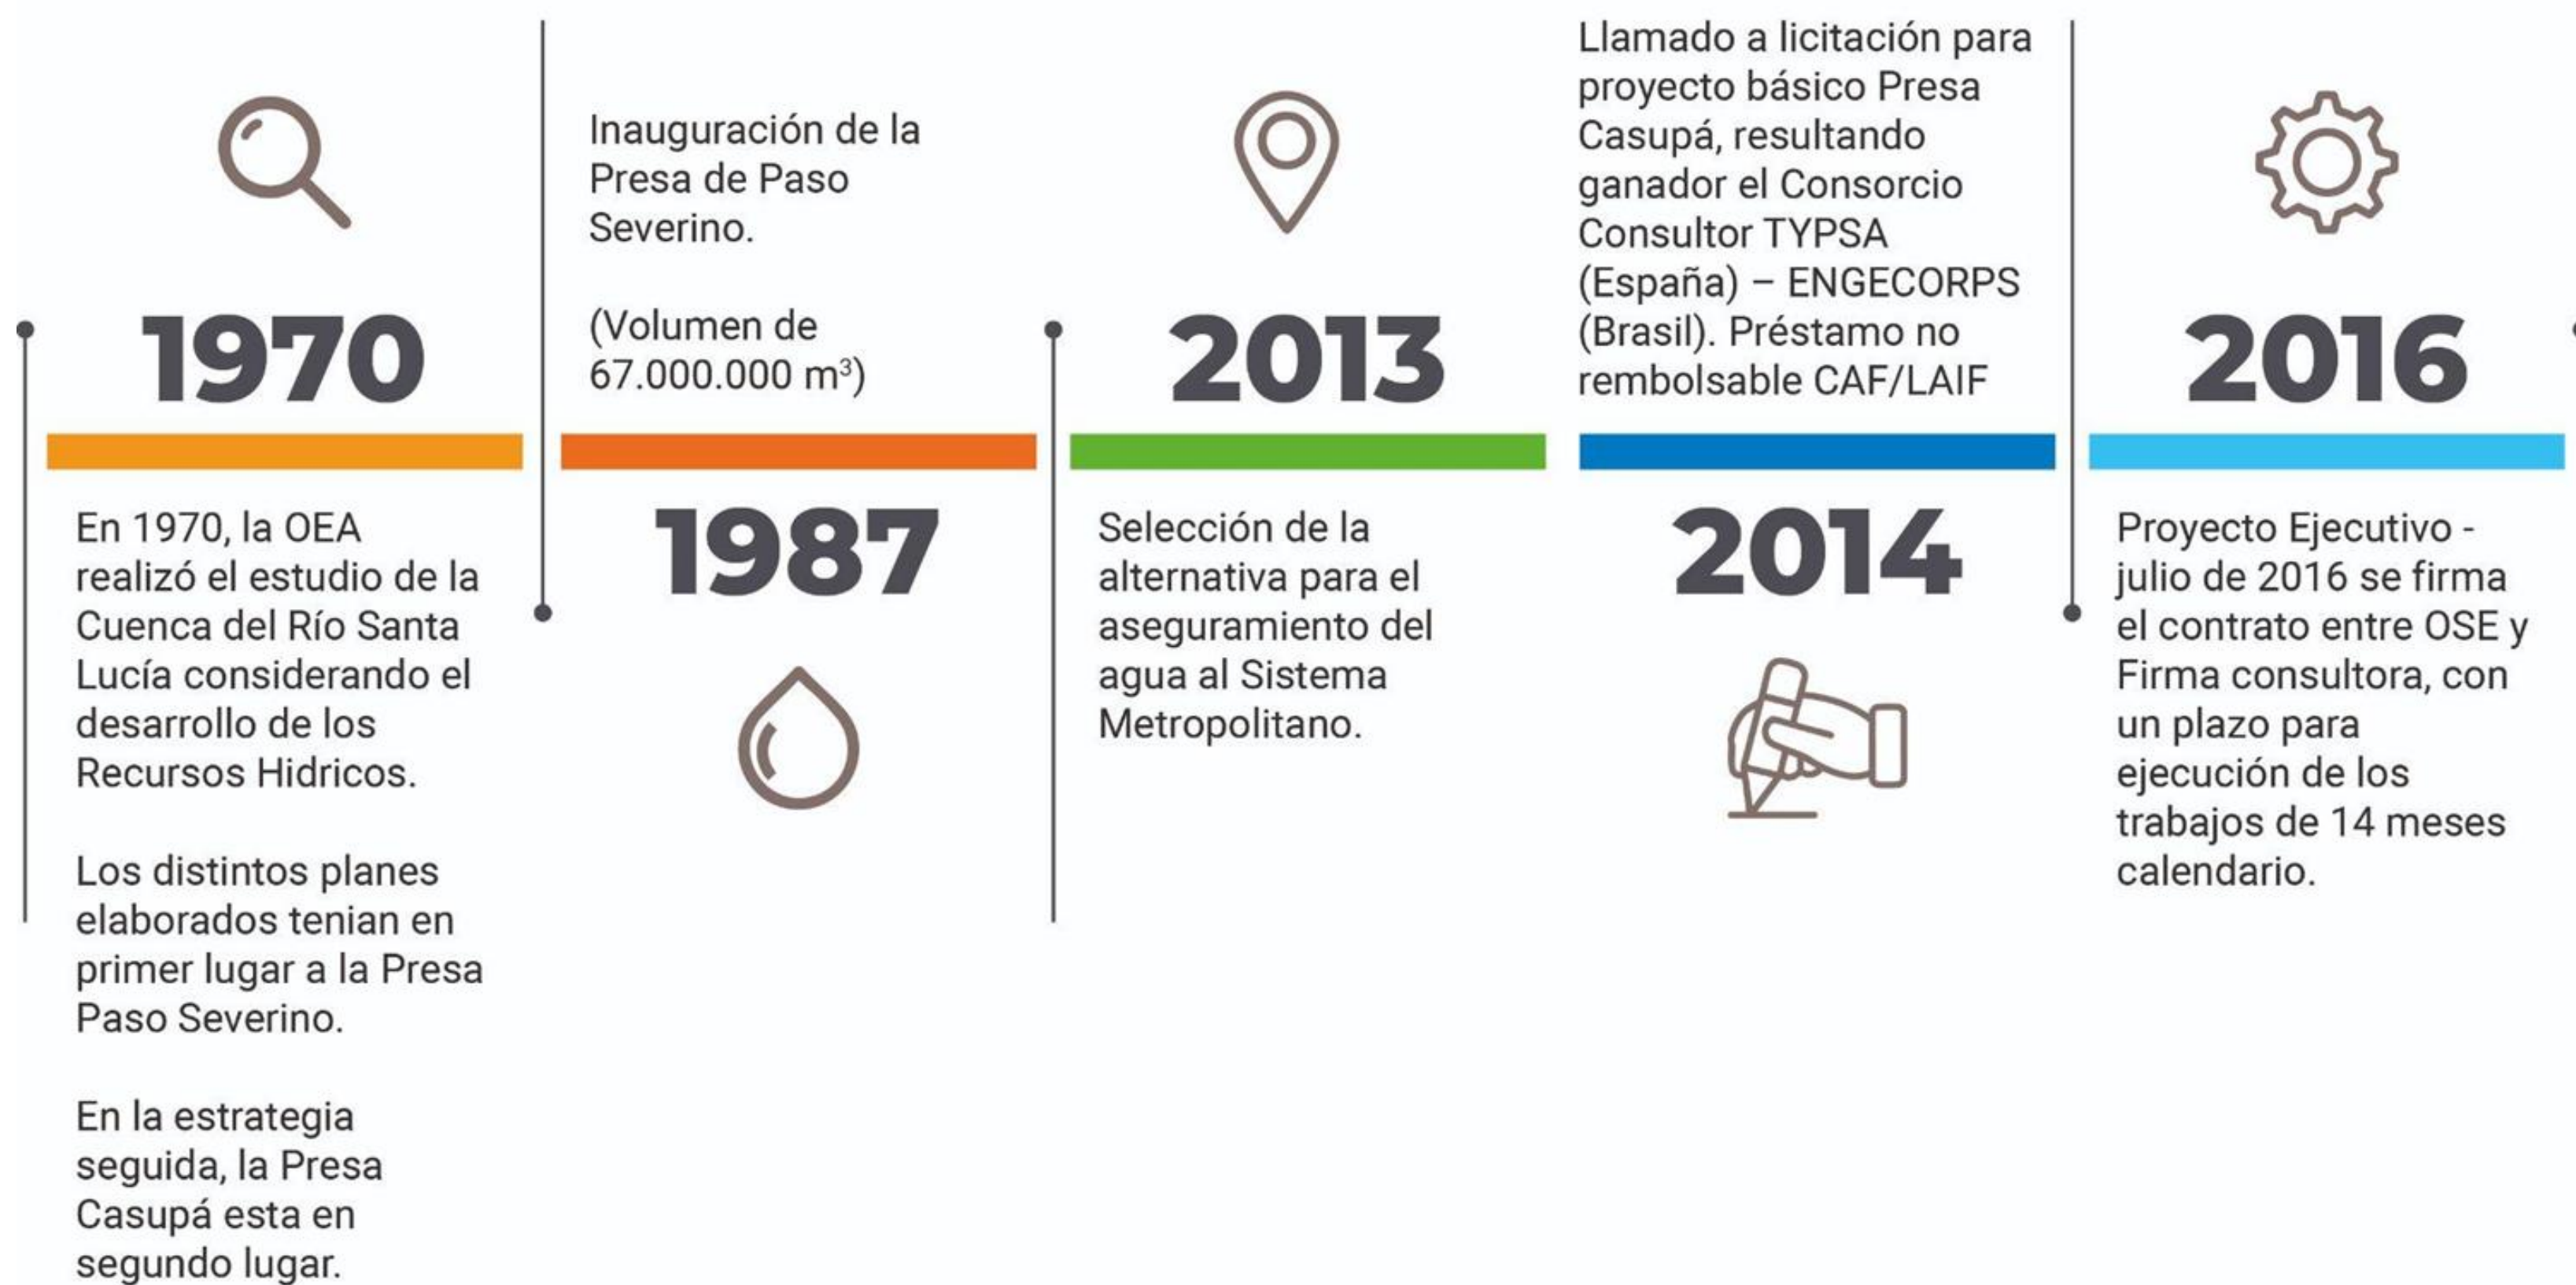 1970
En 1970, la OEA
realizó el estudio de la
Cuenca del Río Santa
Lucía considerando el
desarrollo de los
Recursos Hidricos.
Los distintos planes
elaborados tenian en
primer lugar a la Presa
Paso Severino.
En la estrategia
seguida, la Presa
Casupá esta en
segundo lugar.
Inauguración de la
Presa de Paso
Severino.
(Volumen de
67.000.000 m³)
1987
2013
Selección de la
alternativa para el
aseguramiento del
agua al Sistema
Metropolitano.
Llamado a licitación para
proyecto básico Presa
Casupá, resultando
ganador el Consorcio
Consultor TYPSA
(España) – ENGECORPS
(Brasil). Préstamo no
rembolsable CAF/LAIF
2014
2016
Proyecto Ejecutivo -
julio de 2016 se firma
el contrato entre OSE y
Firma consultora, con
un plazo para
ejecución de los
trabajos de 14 meses
calendario.